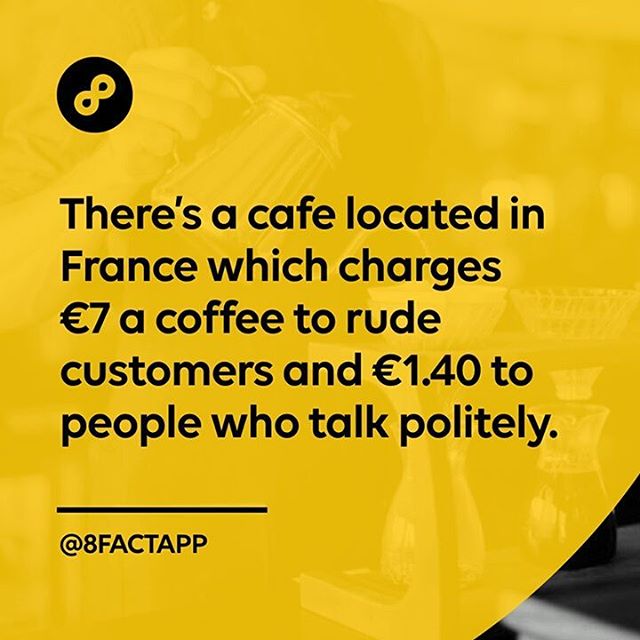 There's a cafe located in
France which charges
€7 a coffee to rude
customers and €1.40 to
people who talk politely.
@8FACTAPP